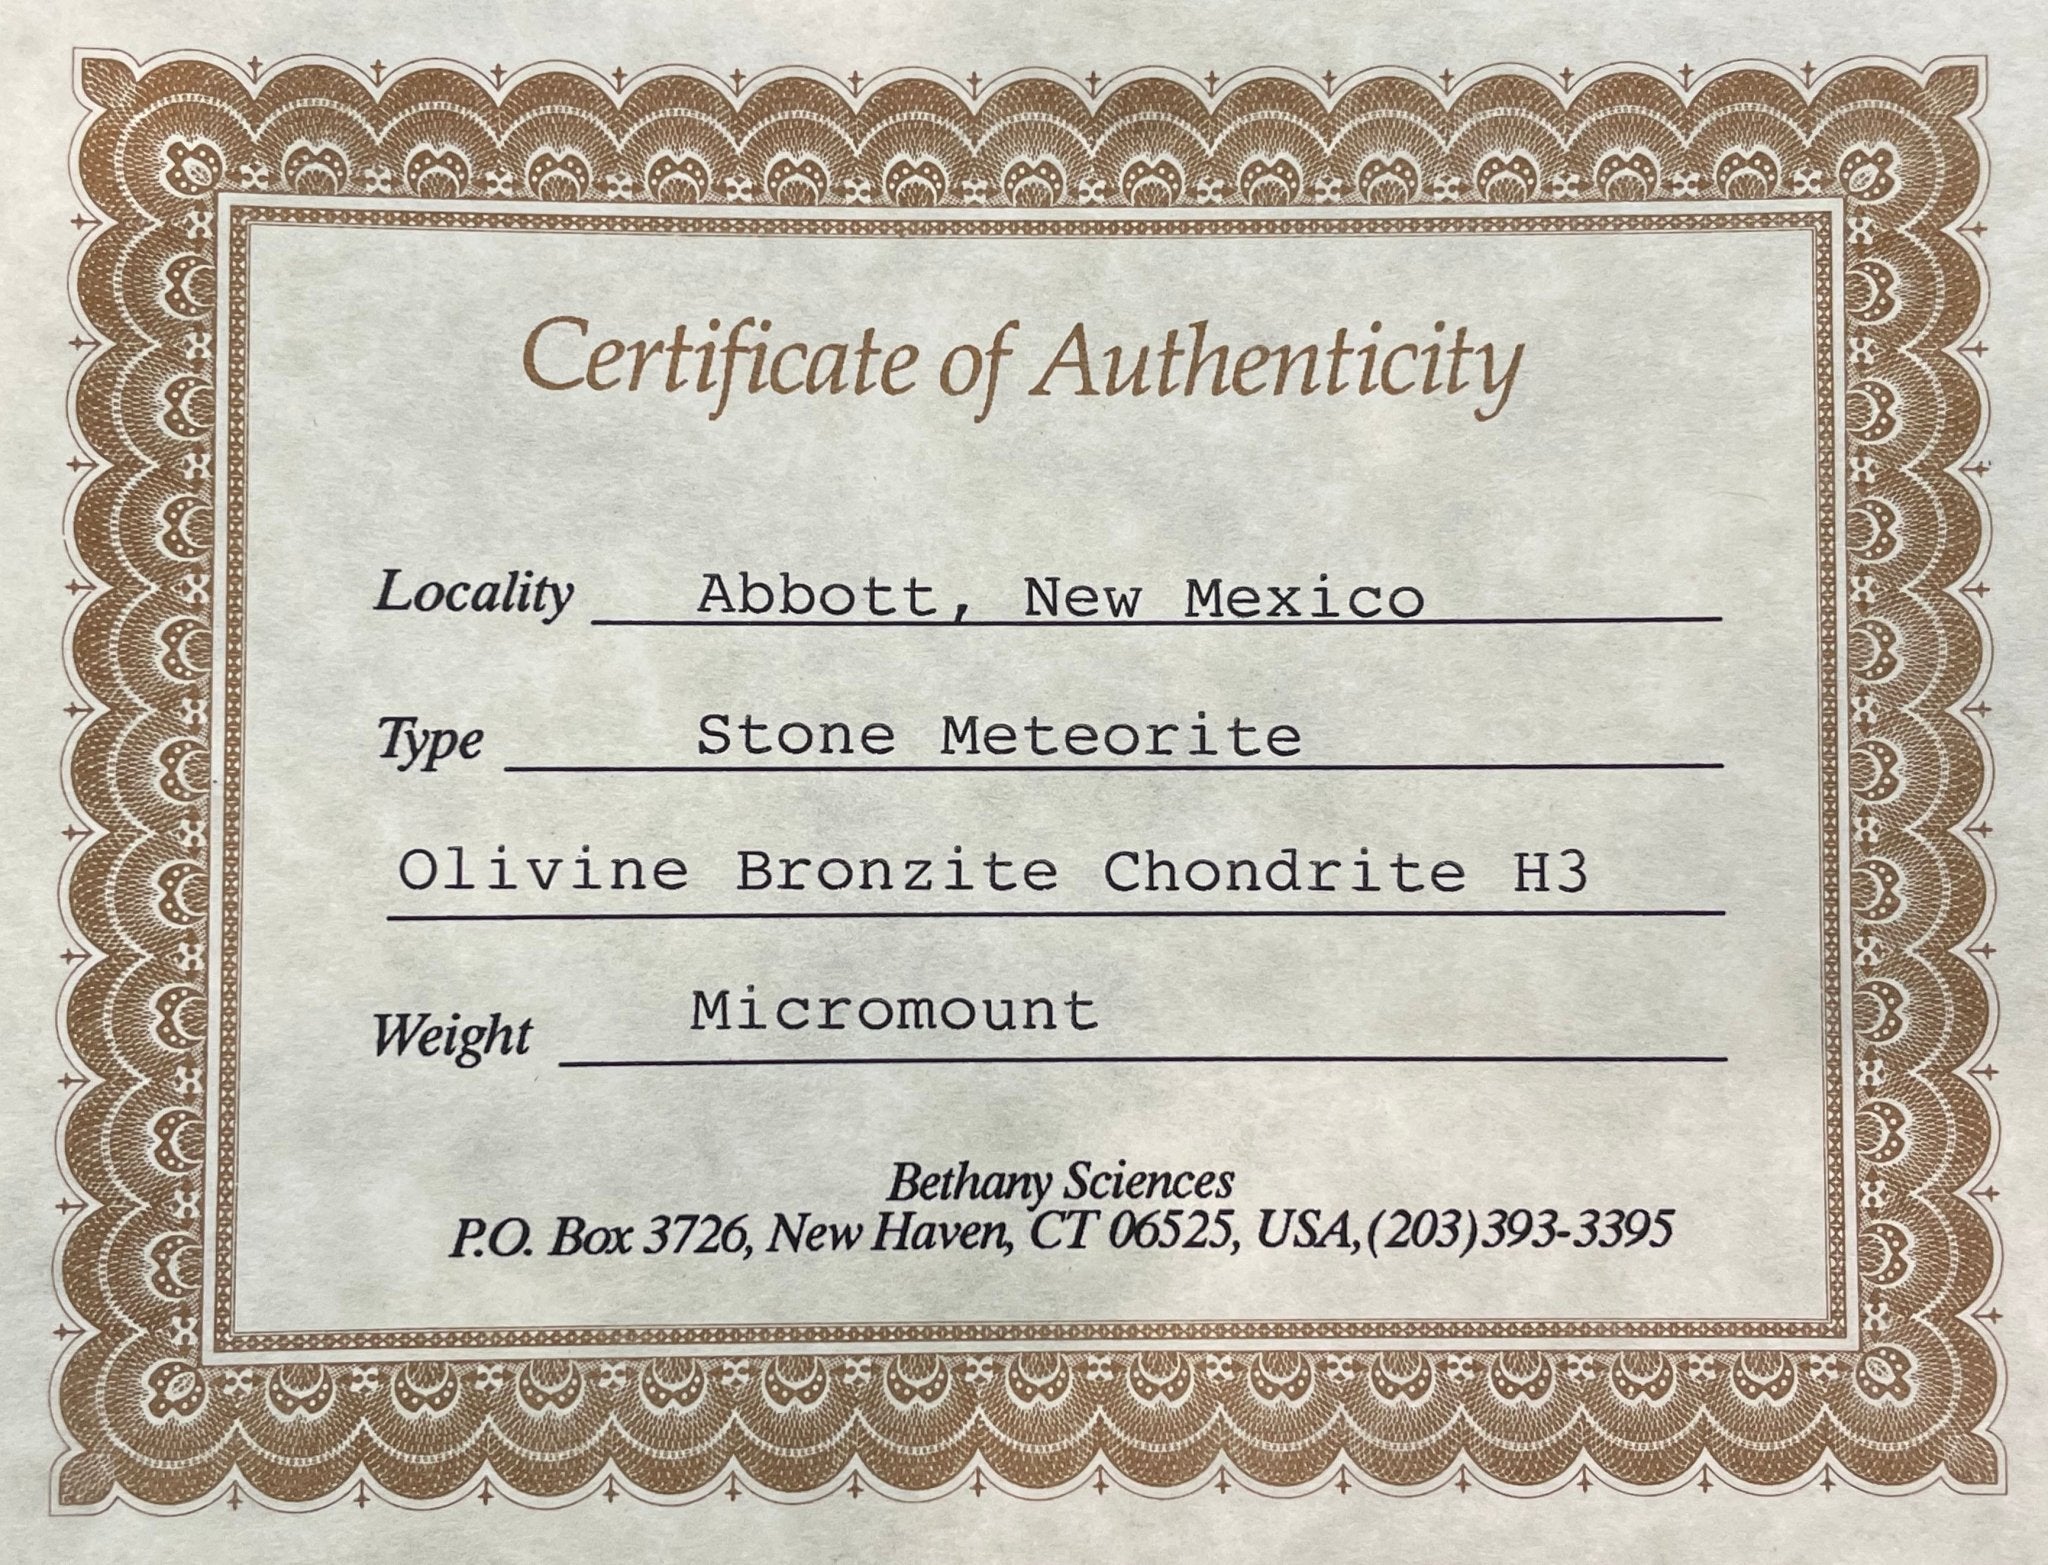 Certificate of Authenticity
Locality Abbott, New Mexico
Type Stone Meteorite
Olivine Bronzite Chondrite H3
Weight Micromount
Bethany Sciences
P.O. Box 3726, New Haven, CT 06525, USA,(203)393-3395